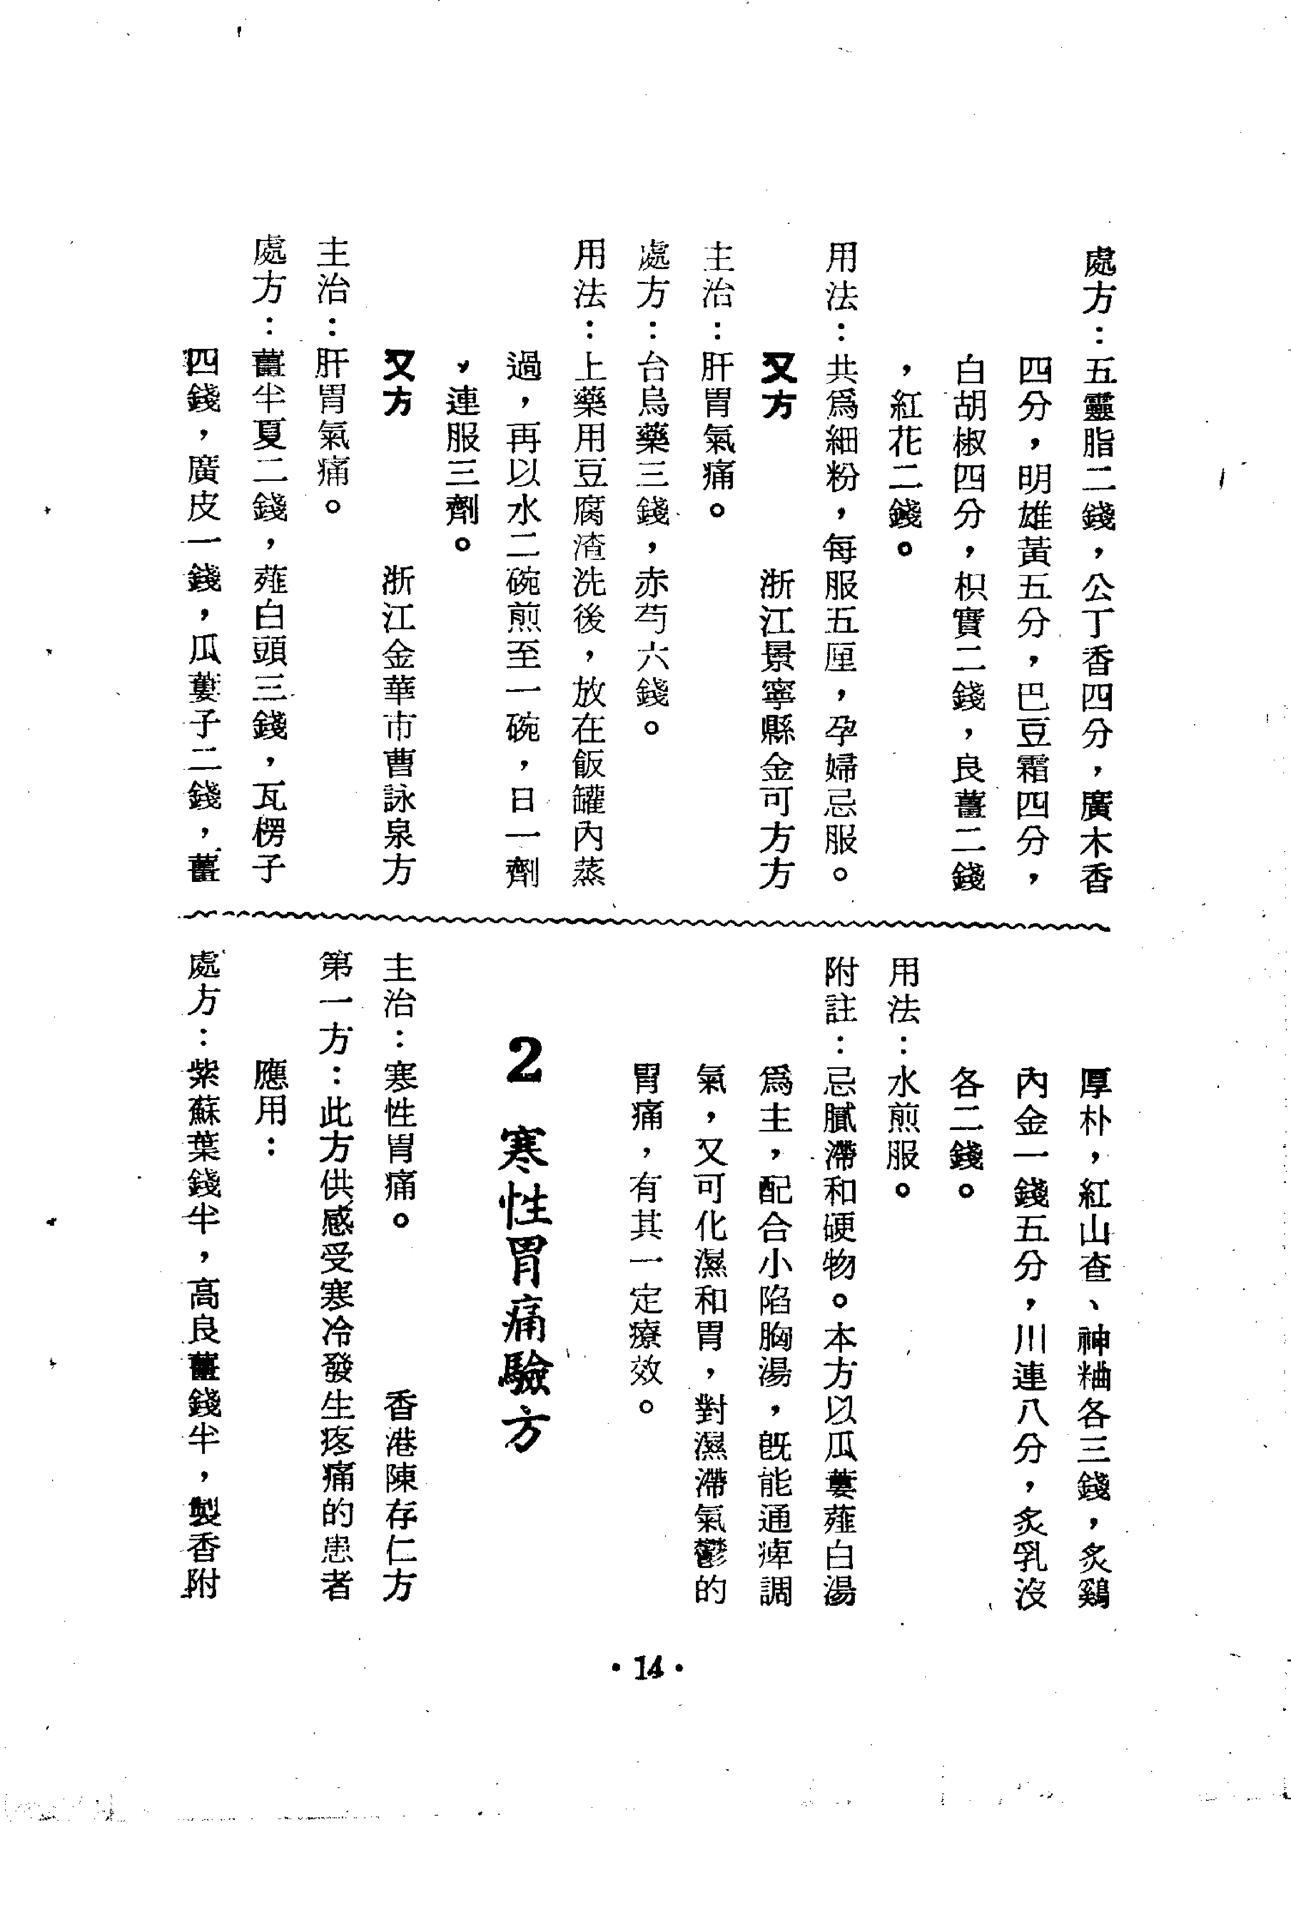 處方：五靈脂二錢，公丁香四分，廣木香
四分，明雄黃五分，巴豆霜四分，
白胡椒四分，枳實二錢，良薑二錢
，紅花二錢。
用法：共爲細粉，每服五厘，孕婦忌服。
又方　浙江景寧縣金可方方
主治：肝胃氣痛。
處方：台烏藥三錢，赤芍六錢。
用法：上藥用豆腐渣洗後，放在飯罐內蒸
過，再以水二碗煎至一碗，日一劑
，連服三劑。
又方　浙江金華市曹詠泉方
主治：肝胃氣痛。
處方：薑半夏二錢，薤白頭三錢，瓦楞子
四錢，廣皮一錢，瓜蔞子二錢，薑
厚朴，紅山查、神粬各三錢，炙鷄
內金一錢五分，川連八分，炙乳沒
各二錢。
用法：水煎服。
附註：忌膩滯和硬物。本方以瓜蔞薤白湯
爲主，配合小陷胸湯，旣能通痺調
氣，又可化濕和胃，對濕滯氣鬱的
胃痛，有其一定療效。
2 寒性胃痛驗方
主治：寒性胃痛。　香港陳存仁方
第一方：此方供感受寒冷發生疼痛的患者
應用：
處方：紫蘇葉錢半，高良薑錢半，製香附
·14·